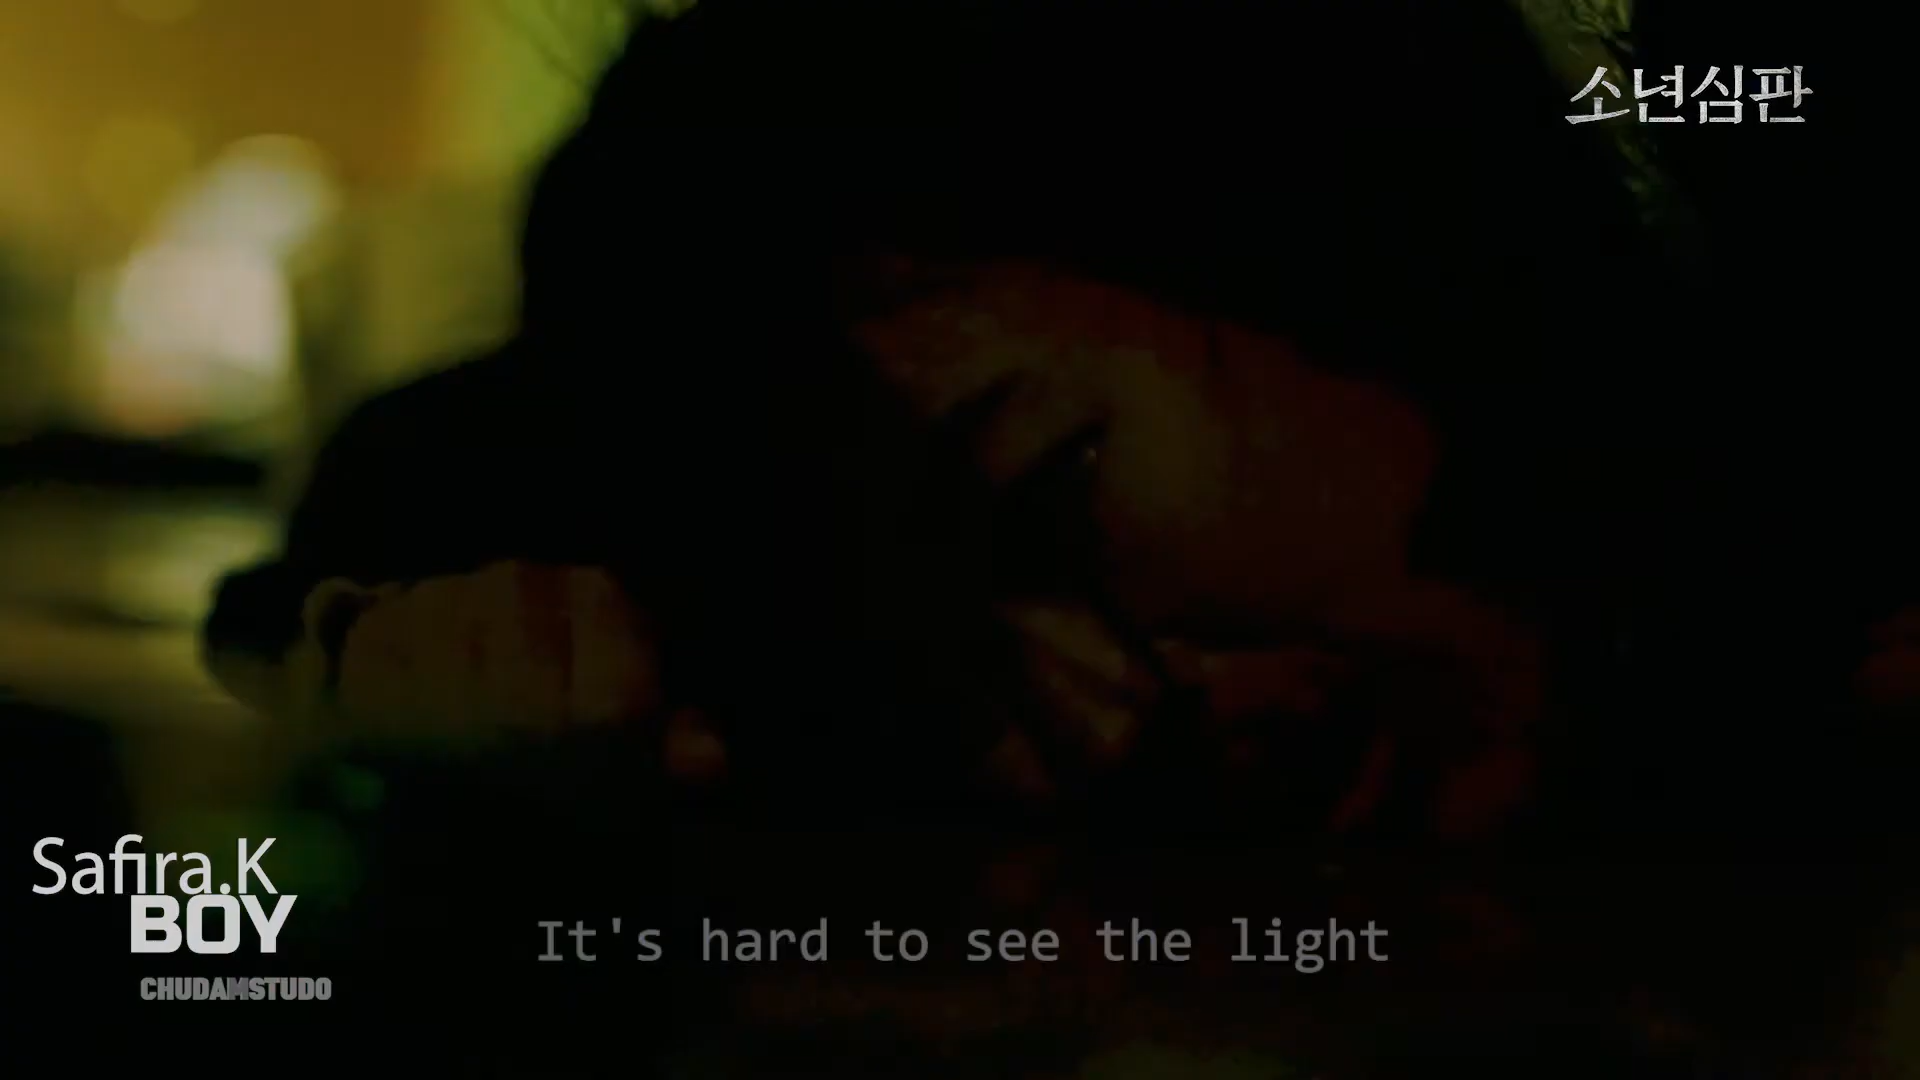 소년심판
Safira.K
BOY
CHUDAMSTUDO
It's hard to see the light